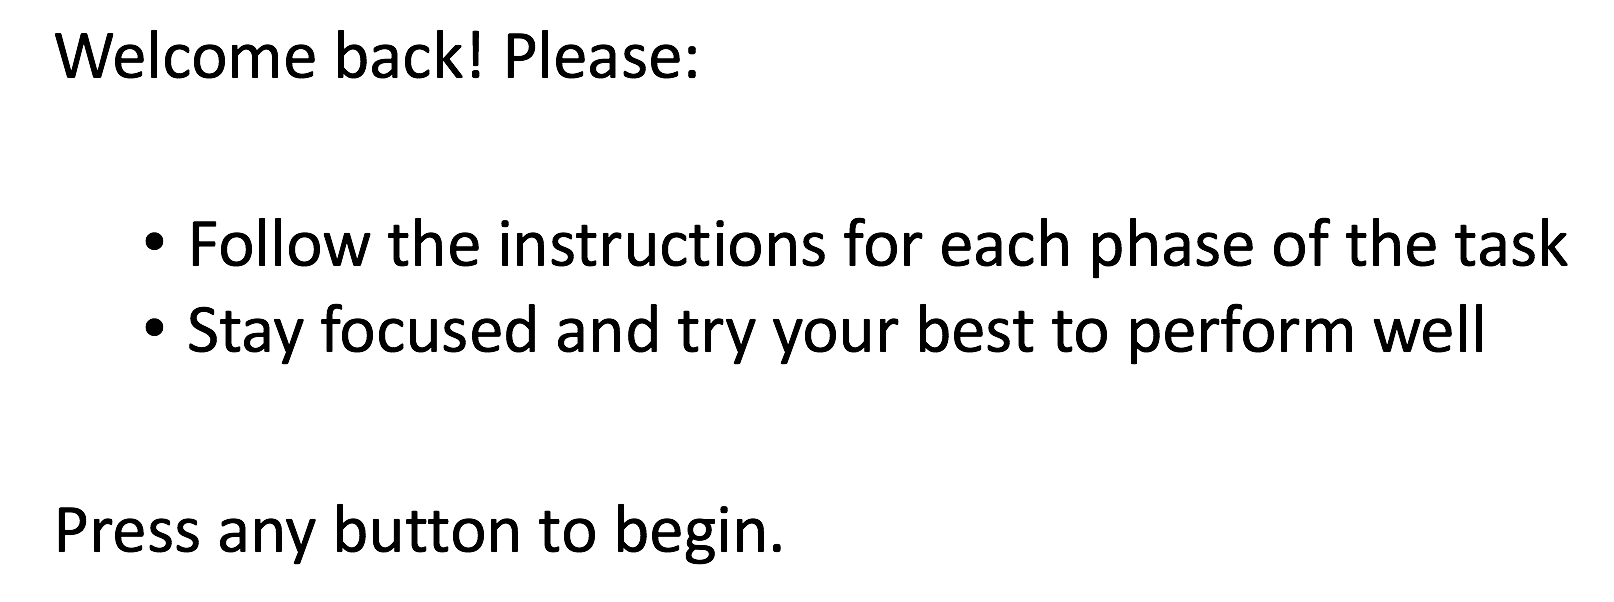 Welcome back! Please:
• Follow the instructions for each phase of the task
• Stay focused and try your best to perform well
Press any button to begin.